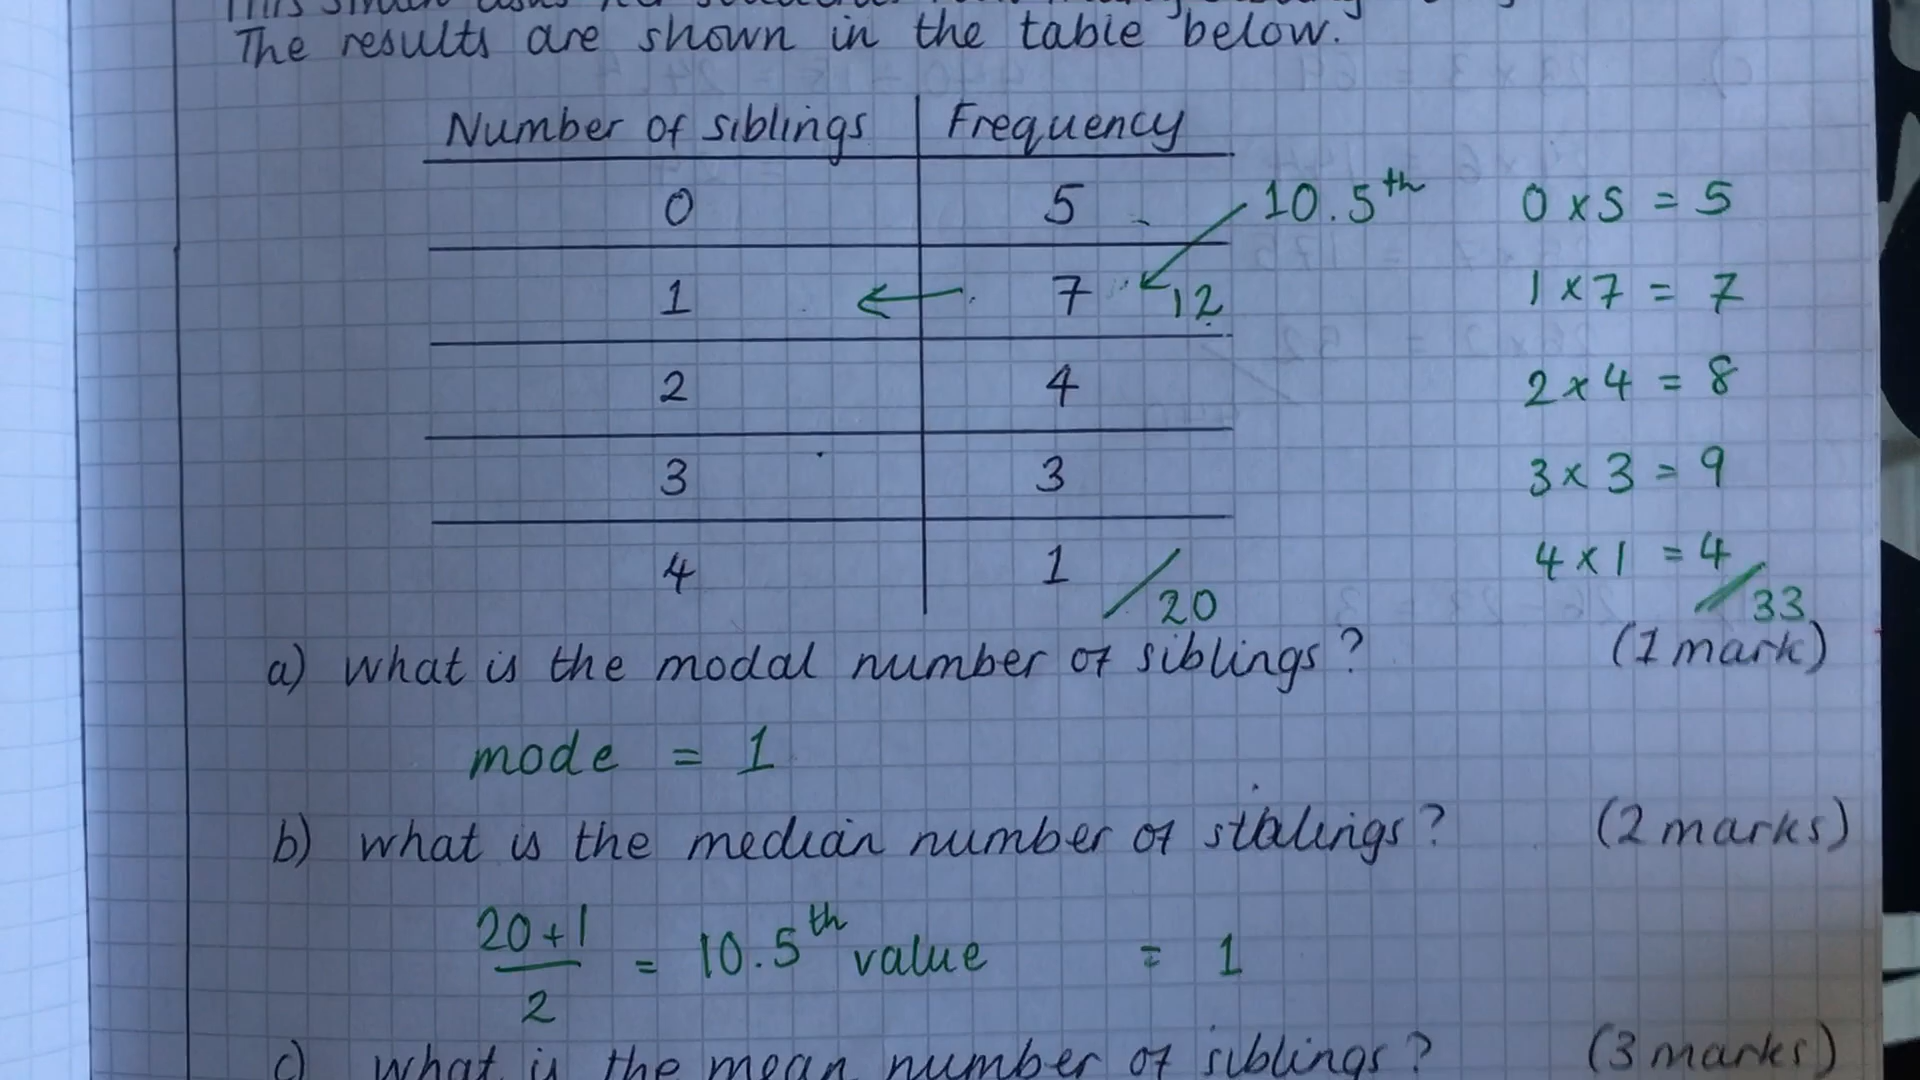 The results are shown in the table below.
Number of siblings Frequency
0 5 10.5th 0 x 5 = 5
1 7 12 1 x 7 = 7
2 4 2 x 4 = 8
3 3 3 x 3 = 9
4 1 4 x 1 = 4
20 33
a) what is the modal number of siblings? (1 mark)
mode = 1
b) what is the median number of siblings? (2 marks)
20+1
2
= 10.5th value = 1
c) what is the mean number of siblings? (3 marks)